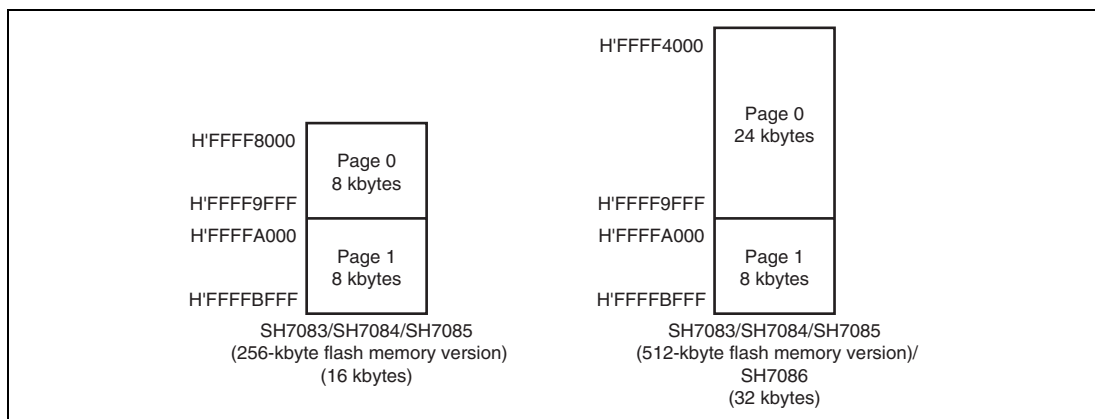 H'FFFF8000
Page 0
8 kbytes
H'FFFF9FFF
H'FFFFA000
Page 1
8 kbytes
H'FFFFBFFF
SH7083/SH7084/SH7085
(256-kbyte flash memory version)
(16 kbytes)
H'FFFF4000
Page 0
24 kbytes
H'FFFF9FFF
H'FFFFA000
Page 1
8 kbytes
H'FFFFBFFF
SH7083/SH7084/SH7085
(512-kbyte flash memory version)/
SH7086
(32 kbytes)